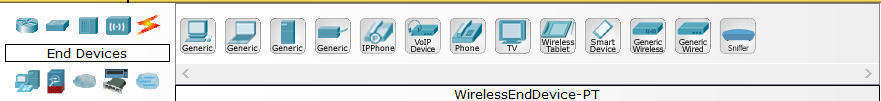 End Devices
Generic
Generic
Generic
Generic
IPPhone
VoIP
Device
Phone
TV
Wireless
Tablet
Smart
Device
Generic
Wireless
Generic
Wired
Sniffer
WirelessEndDevice-PT